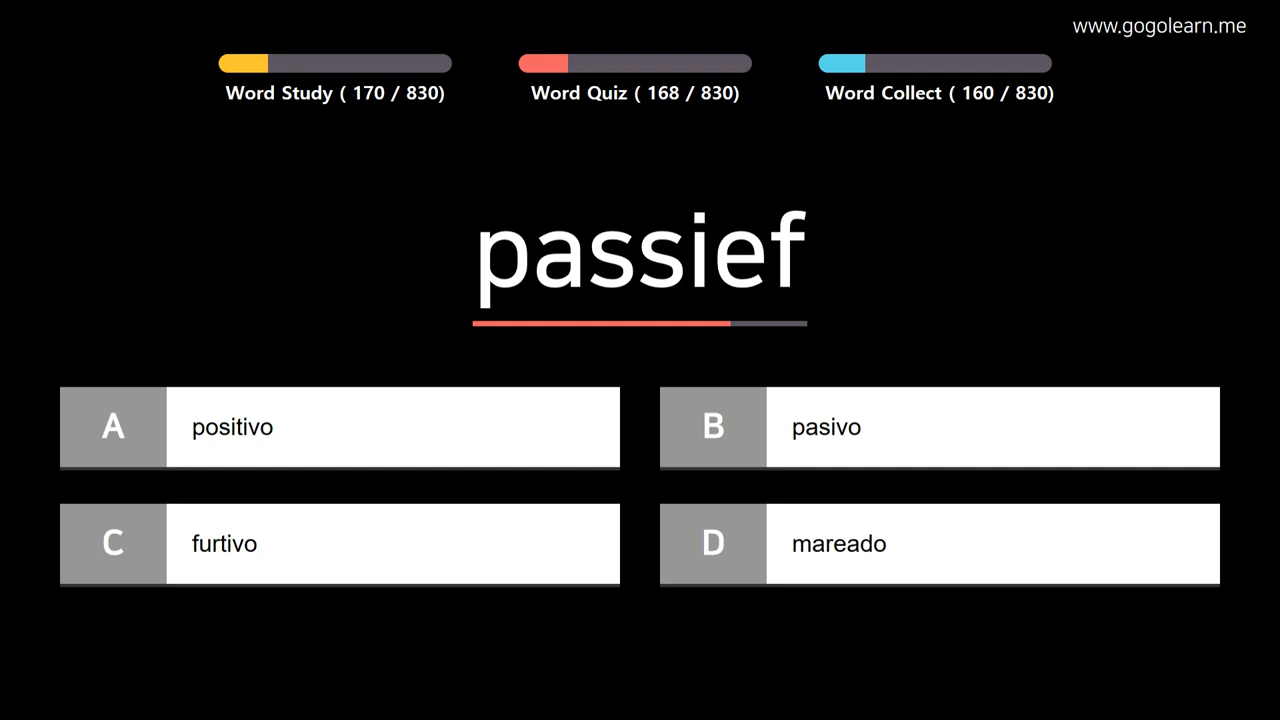 www.gogolearn.me
Word Study ( 170 / 830)
Word Quiz ( 168 / 830)
Word Collect ( 160 / 830)
passief
A positivo
B pasivo
C furtivo
D mareado